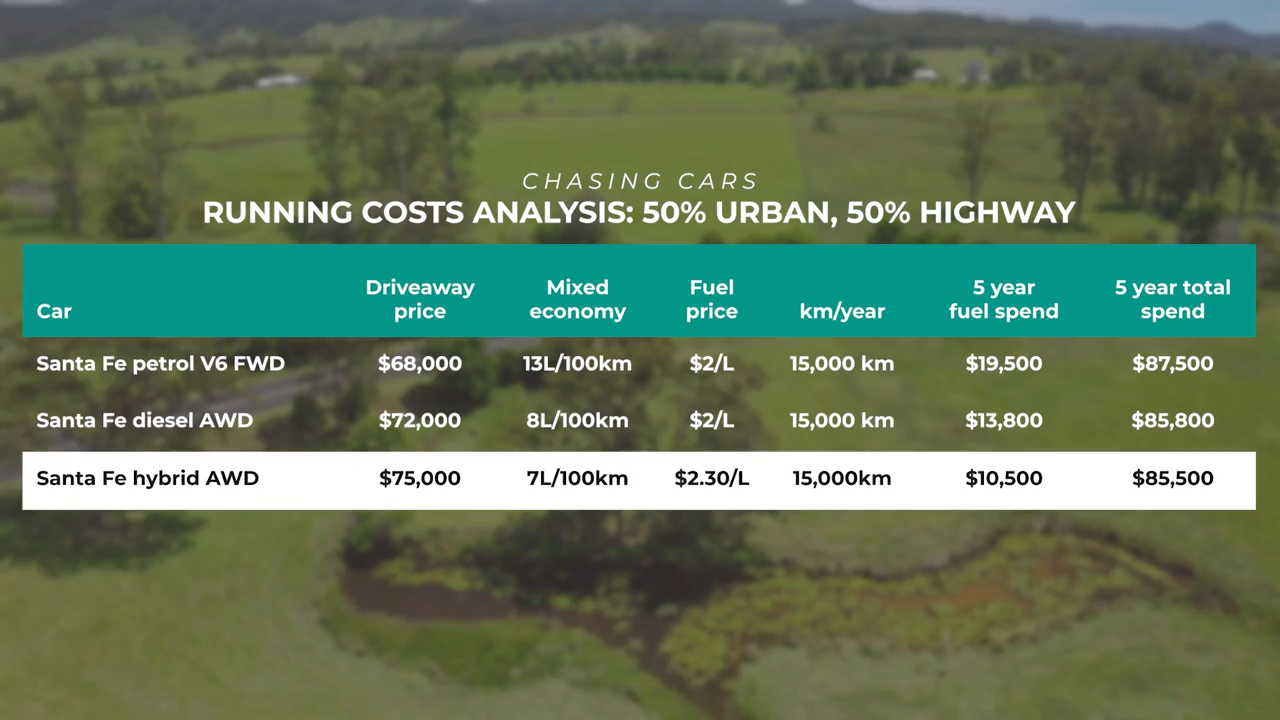 CHASING CARS
RUNNING COSTS ANALYSIS: 50% URBAN, 50% HIGHWAY
Car Driveaway price Mixed economy Fuel price km/year 5 year fuel spend 5 year total spend
Santa Fe petrol V6 FWD $68,000 13L/100km $2/L 15,000 km $19,500 $87,500
Santa Fe diesel AWD $72,000 8L/100km $2/L 15,000 km $13,800 $85,800
Santa Fe hybrid AWD $75,000 7L/100km $2.30/L 15,000km $10,500 $85,500